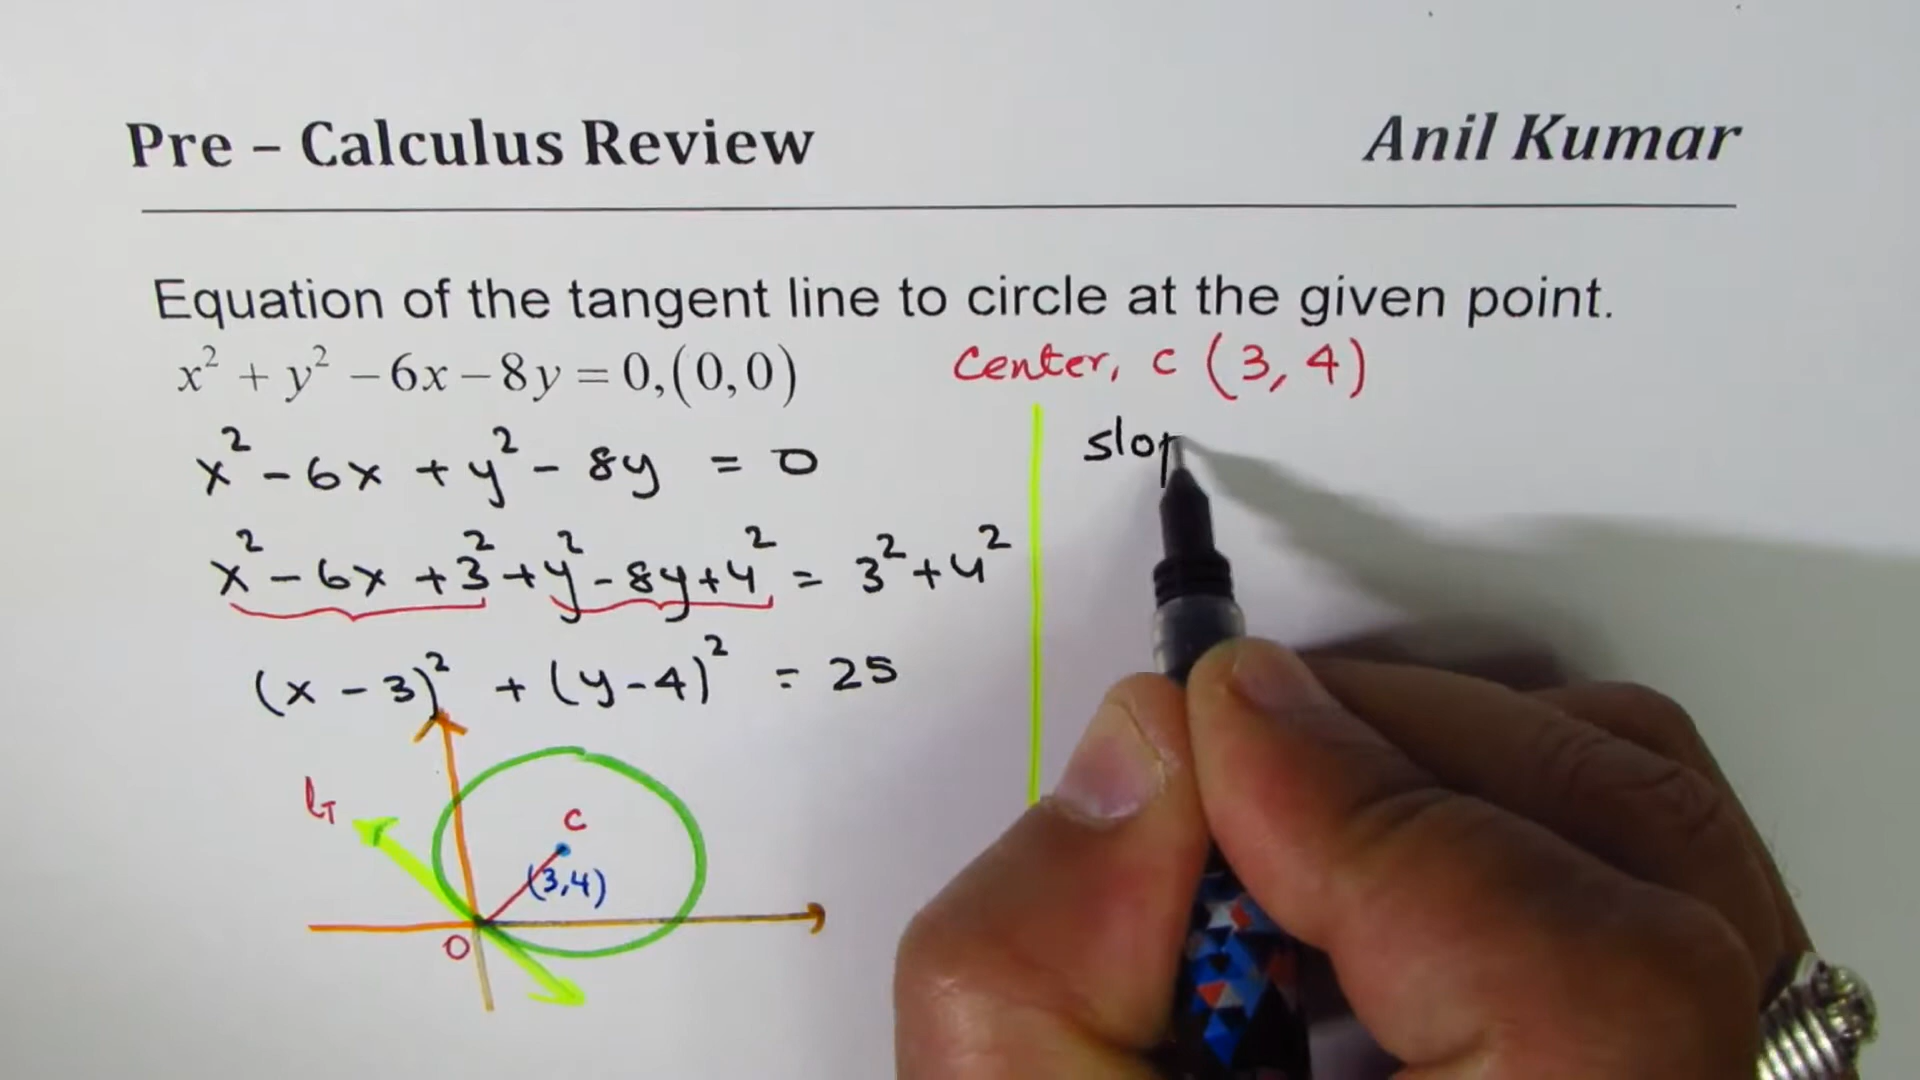 Pre – Calculus Review
Anil Kumar
Equation of the tangent line to circle at the given point.
x² + y² − 6x − 8y = 0, (0,0)
Center, C (3, 4)
x² − 6x + y² − 8y = 0
x² − 6x + 3² + y² − 8y + 4² = 3² + 4²
(x − 3)² + (y − 4)² = 25
slop
l_T
C
(3,4)
O